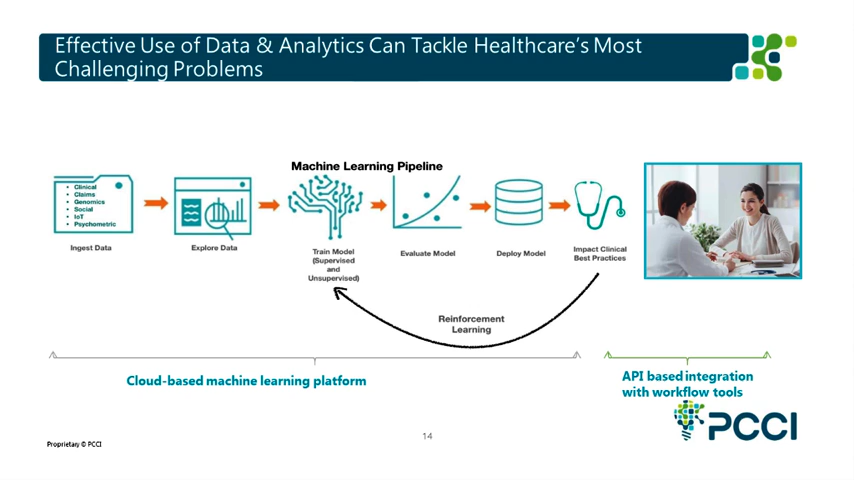 Effective Use of Data & Analytics Can Tackle Healthcare's Most
Challenging Problems
Machine Learning Pipeline
• Clinical
• Claims
• Genomics
• Social
• IoT
• Psychometric
Ingest Data
Explore Data
Train Model
(Supervised
and
Unsupervised)
Evaluate Model
Deploy Model
Impact Clinical
Best Practices
Reinforcement
Learning
Cloud-based machine learning platform
API based integration
with workflow tools
PCCI
Proprietary © PCCI
14